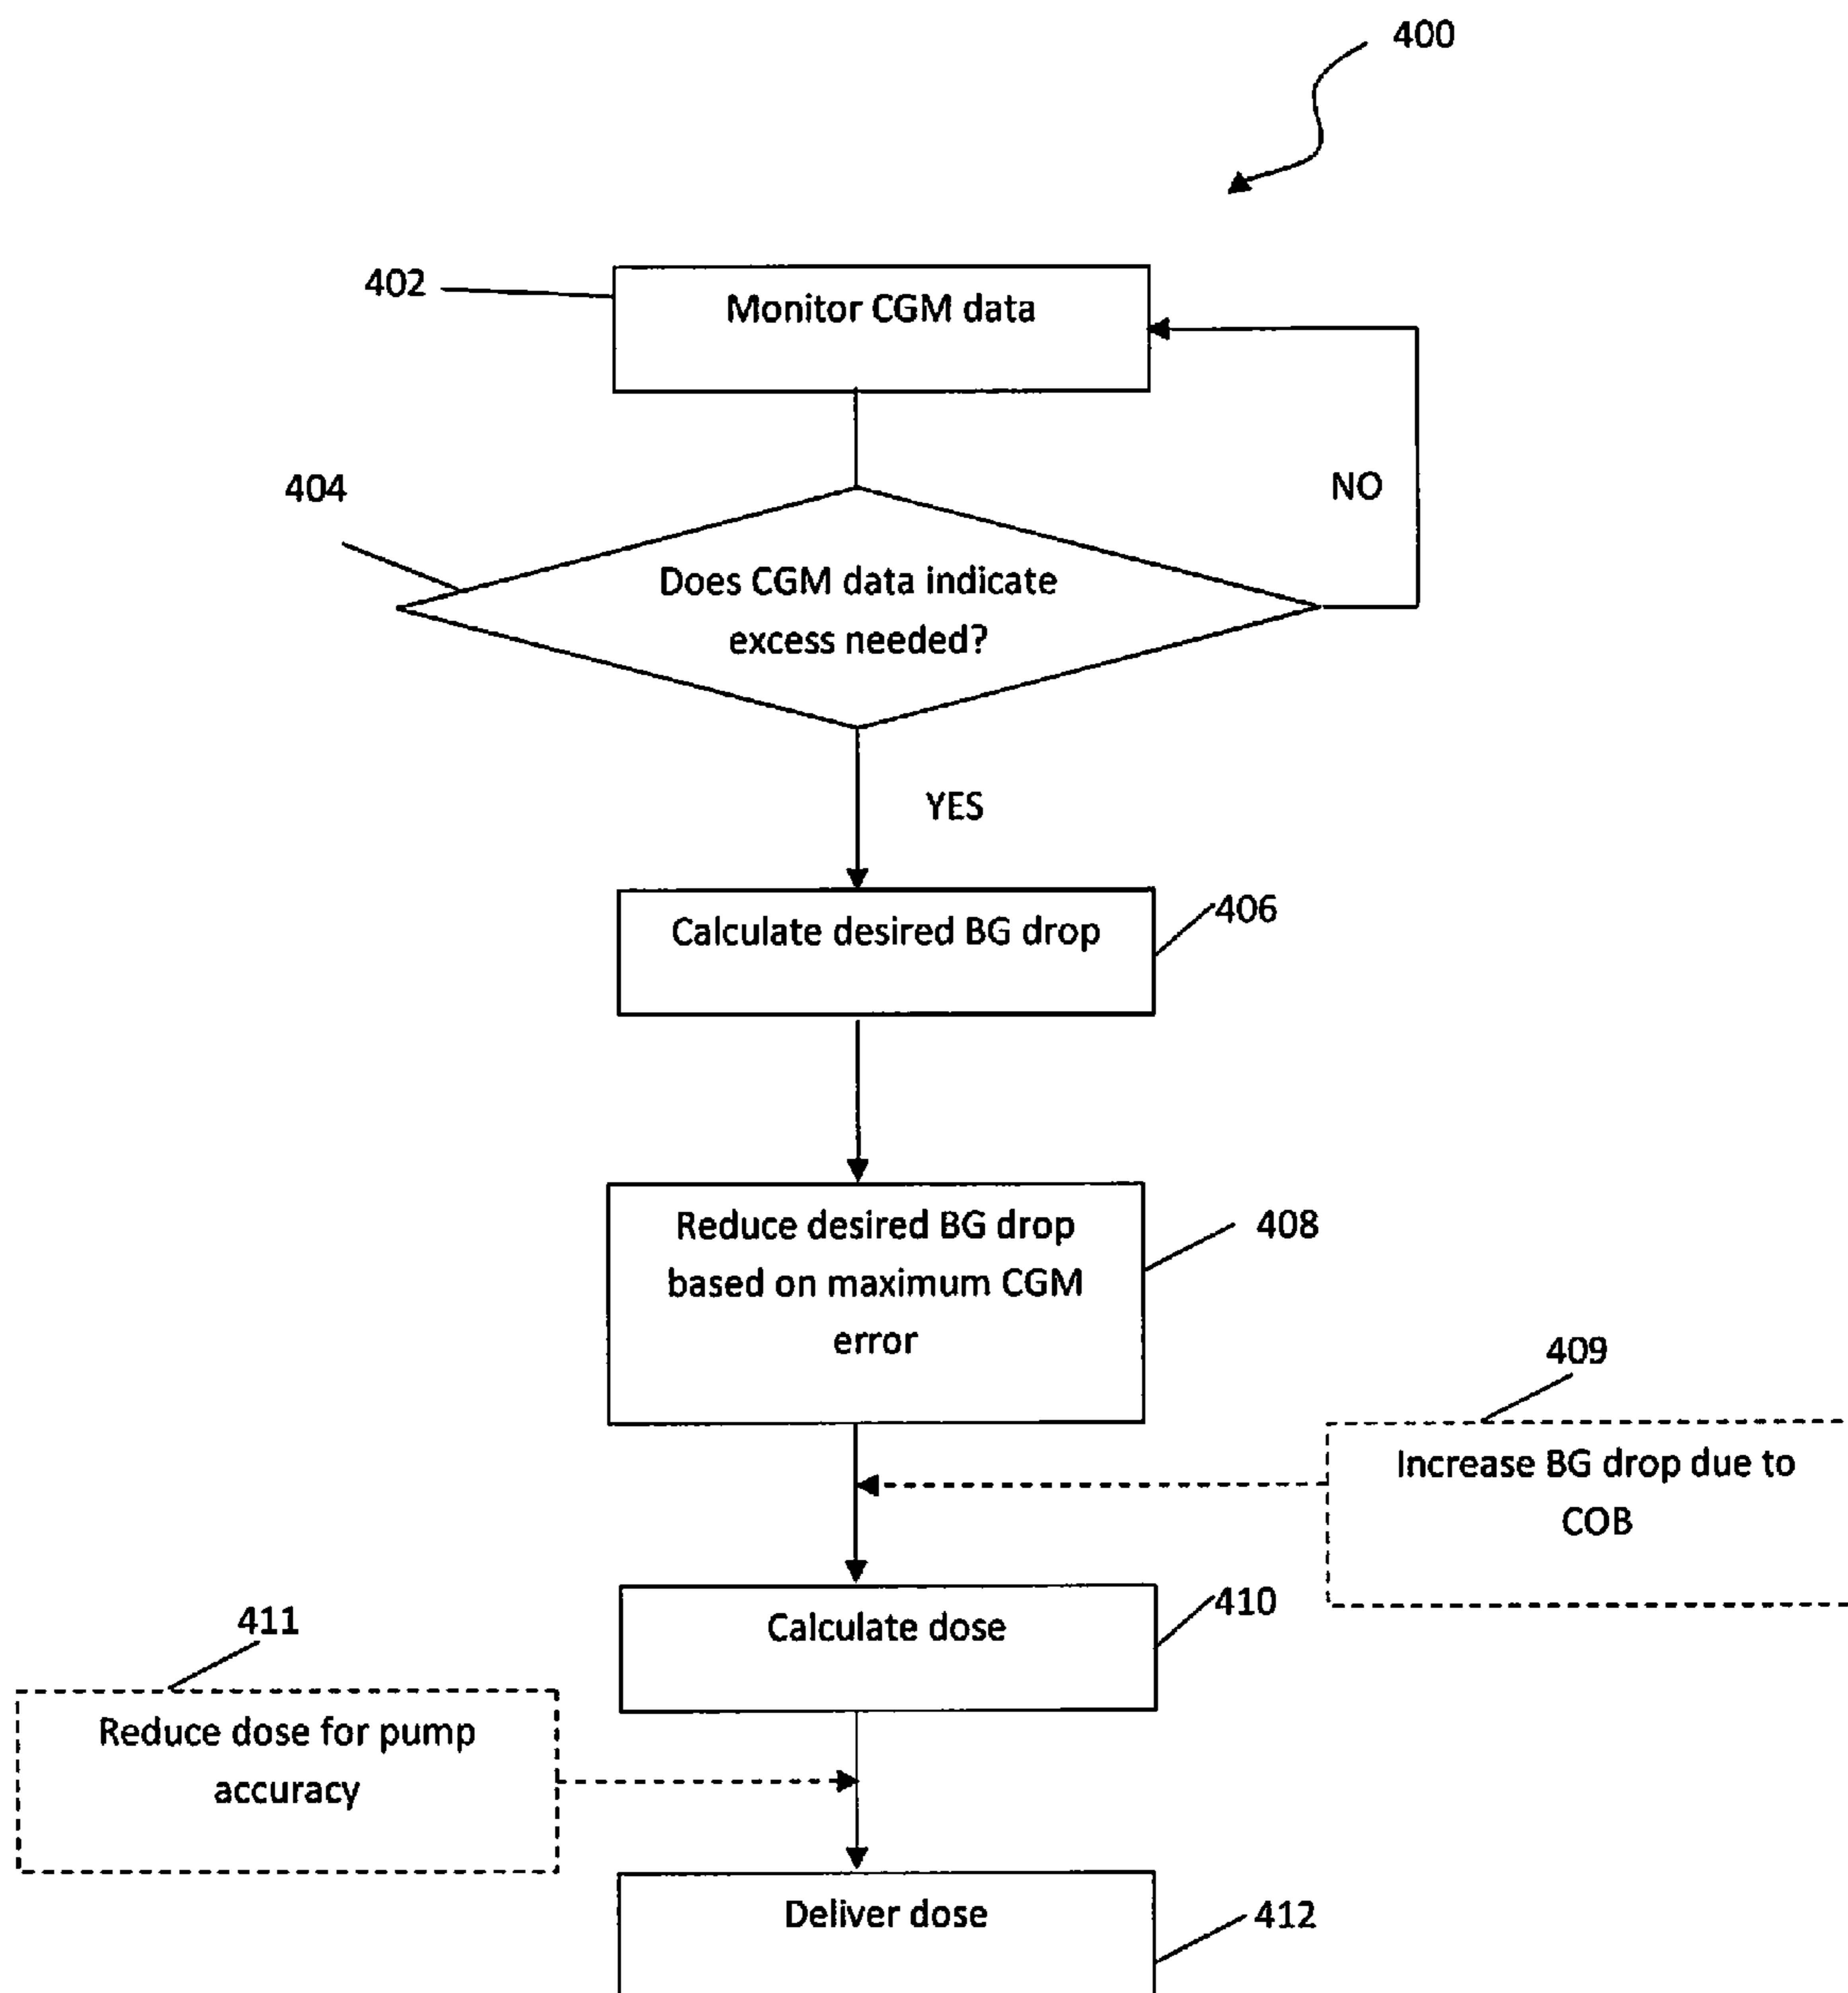 400
402
Monitor CGM data
NO
404
Does CGM data indicate
excess needed?
YES
Calculate desired BG drop
406
Reduce desired BG drop
based on maximum CGM
error
408
409
Increase BG drop due to
COB
Calculate dose
410
411
Reduce dose for pump
accuracy
Deliver dose
412